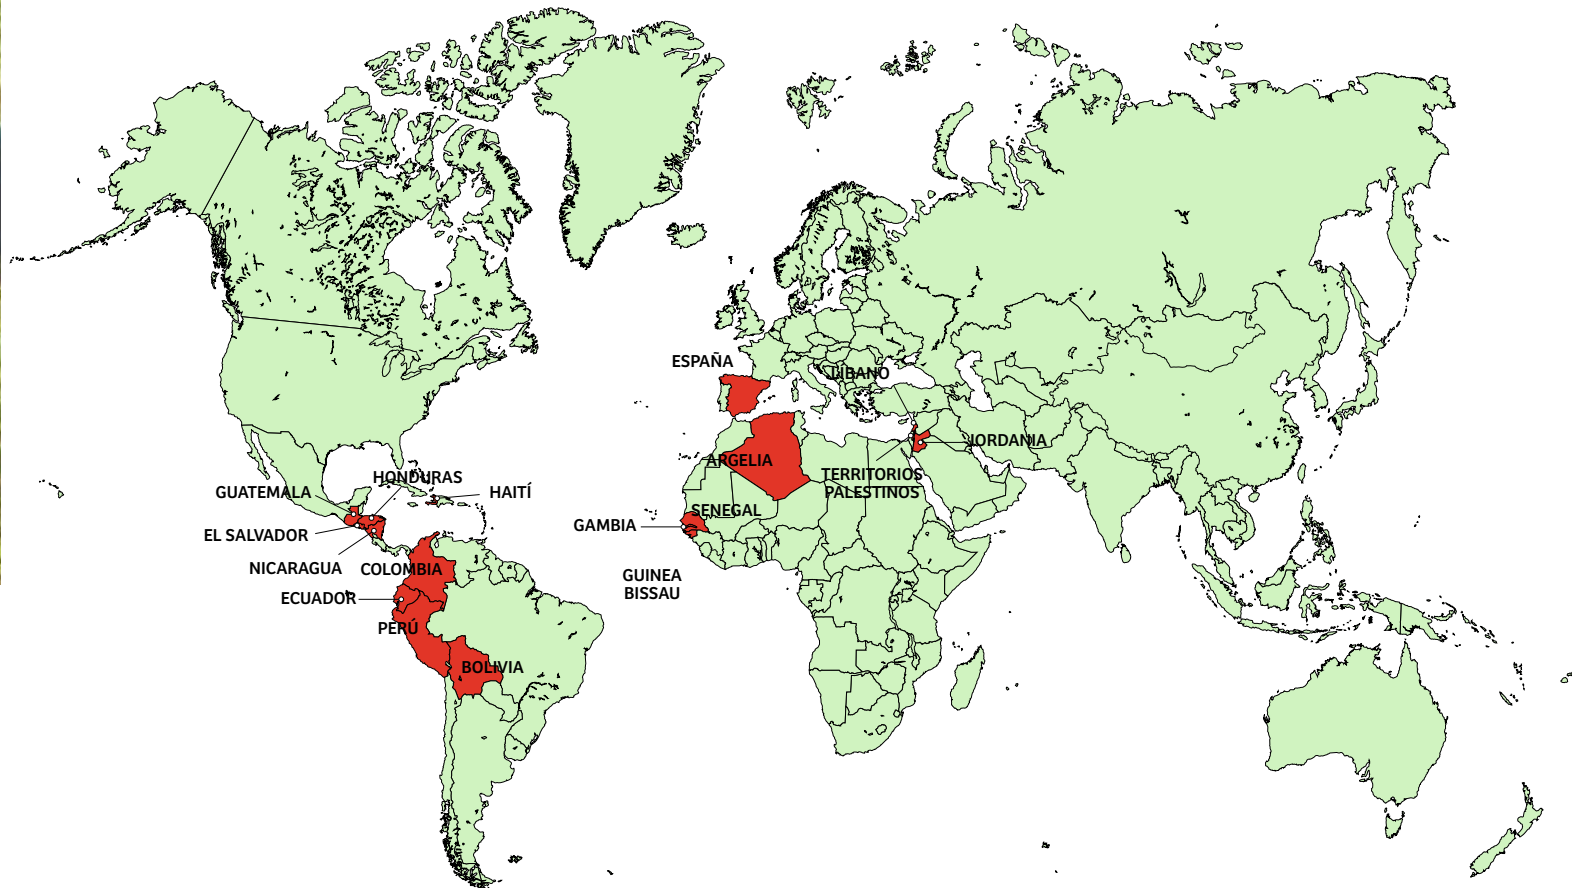 ESPAÑA
LÍBANO
JORDANIA
ARGELIA
TERRITORIOS
PALESTINOS
HONDURAS
GUATEMALA
HAITÍ
SENEGAL
GAMBIA
EL SALVADOR
NICARAGUA
COLOMBIA
GUINEA
BISSAU
ECUADOR
PERÚ
BOLIVIA